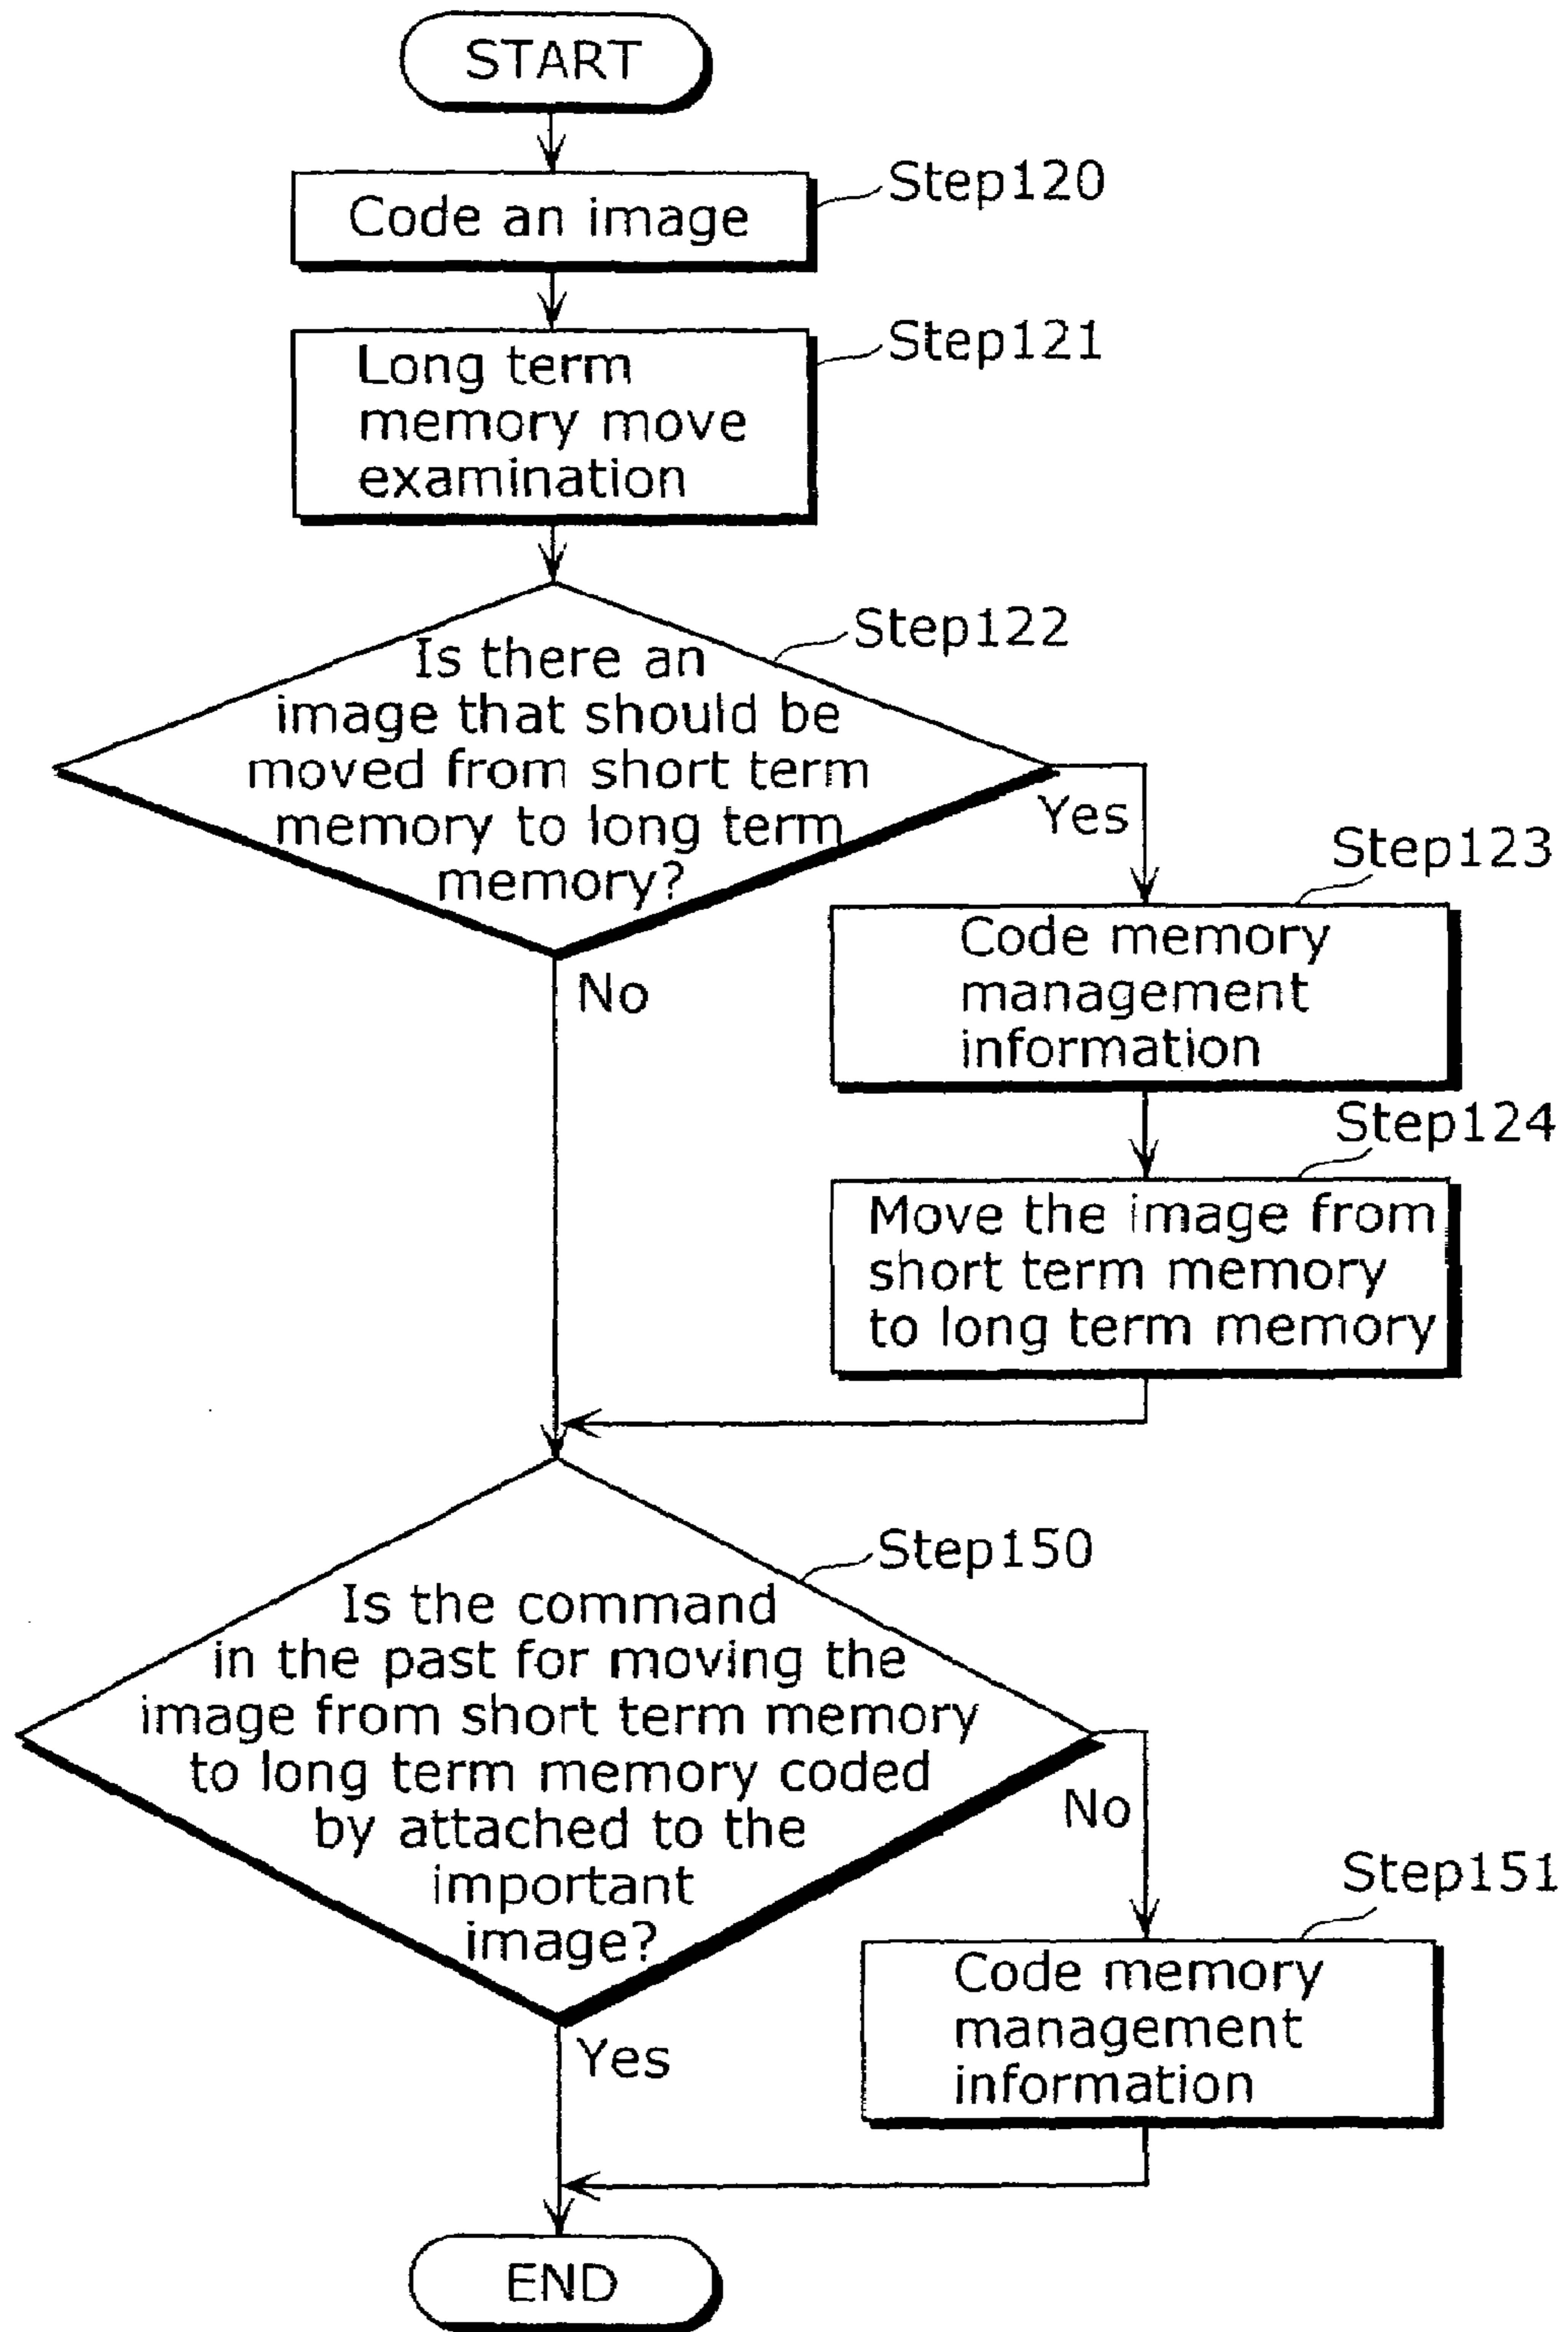 START
Step120
Code an image
Step121
Long term
memory move
examination
Step122
Is there an
image that should be
moved from short term
memory to long term
memory?
Yes
No
Step123
Code memory
management
information
Step124
Move the image from
short term memory
to long term memory
Step150
Is the command
in the past for moving the
image from short term memory
to long term memory coded
by attached to the
important
image?
No
Yes
Step151
Code memory
management
information
END